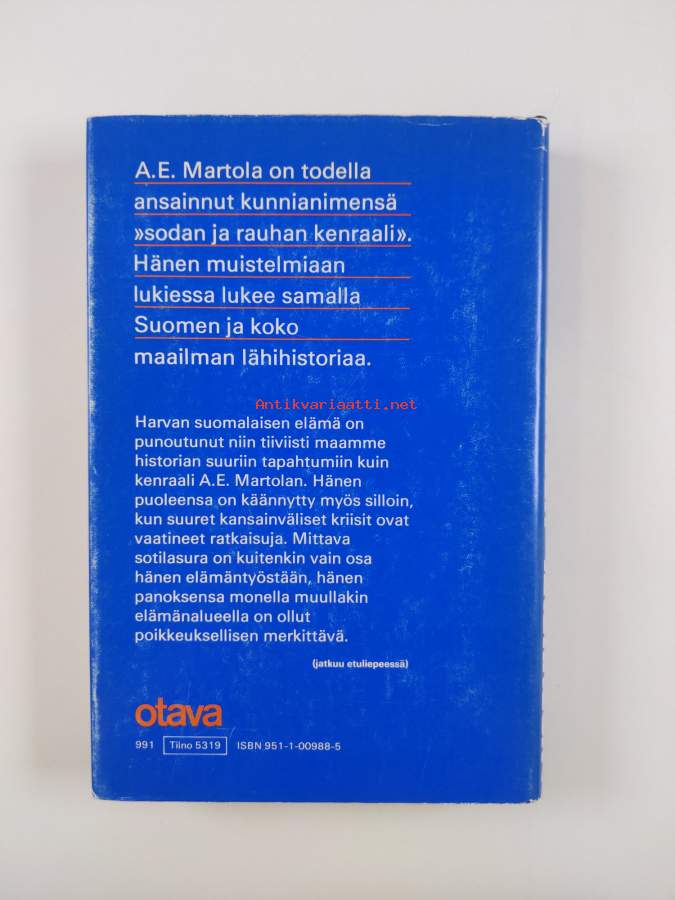 A.E. Martola on todella
ansainnut kunnianimensä
»sodan ja rauhan kenraali».
Hänen muistelmiaan
lukiessa lukee samalla
Suomen ja koko
maailman lähihistoriaa.
Antikvariaatti.net
Harvan suomalaisen elämä on
punoutunut niin tiiviisti maamme
historian suuriin tapahtumiin kuin
kenraali A.E. Martolan. Hänen
puoleensa on käännytty myös silloin,
kun suuret kansainväliset kriisit ovat
vaatineet ratkaisuja. Mittava
sotilasura on kuitenkin vain osa
hänen elämäntyöstään, hänen
panoksensa monella muullakin
elämänalueella on ollut
poikkeuksellisen merkittävä.
(jatkuu etuliepeessä)
otava
991 Tiino 5319 ISBN 951-1-00988-5